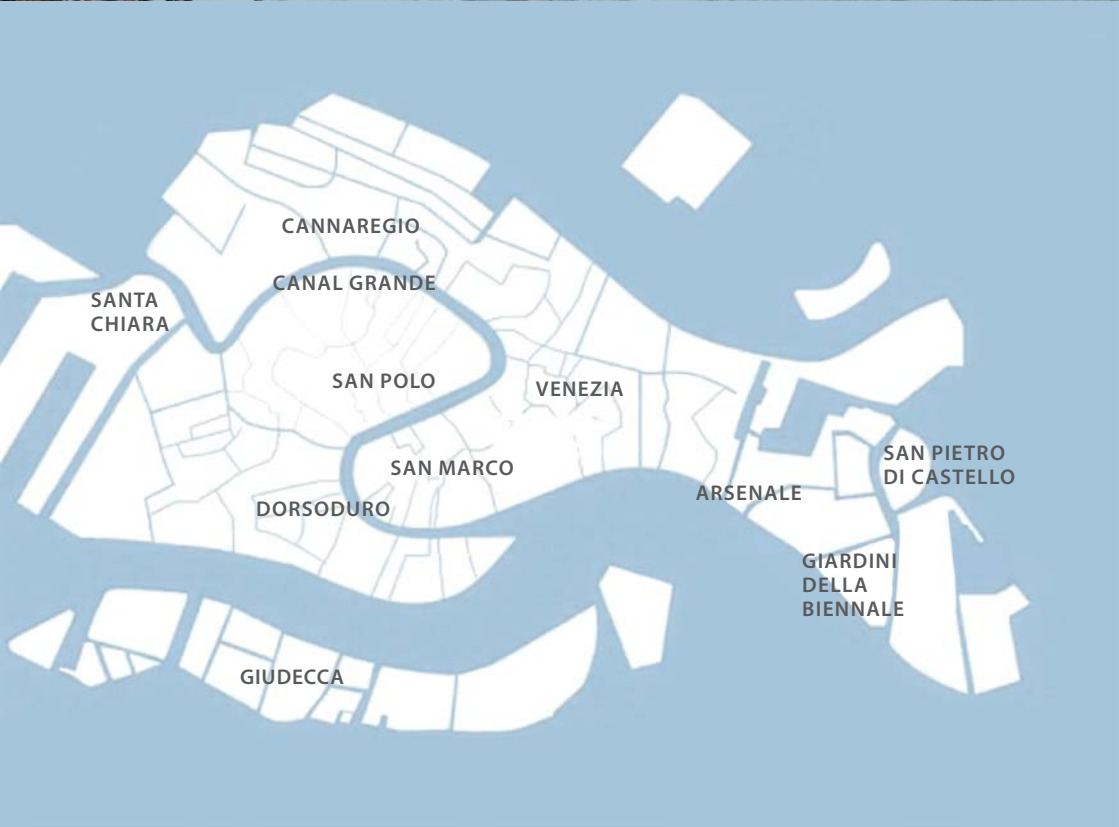 CANNAREGIO
CANAL GRANDE
SANTA
CHIARA
SAN POLO
VENEZIA
SAN MARCO
SAN PIETRO
DI CASTELLO
ARSENALE
DORSODURO
GIARDINI
DELLA
BIENNALE
GIUDECCA